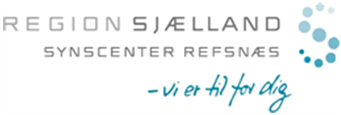 REGION SJÆLLAND
SYNSCENTER REFSNÆS
- vi er til for dig